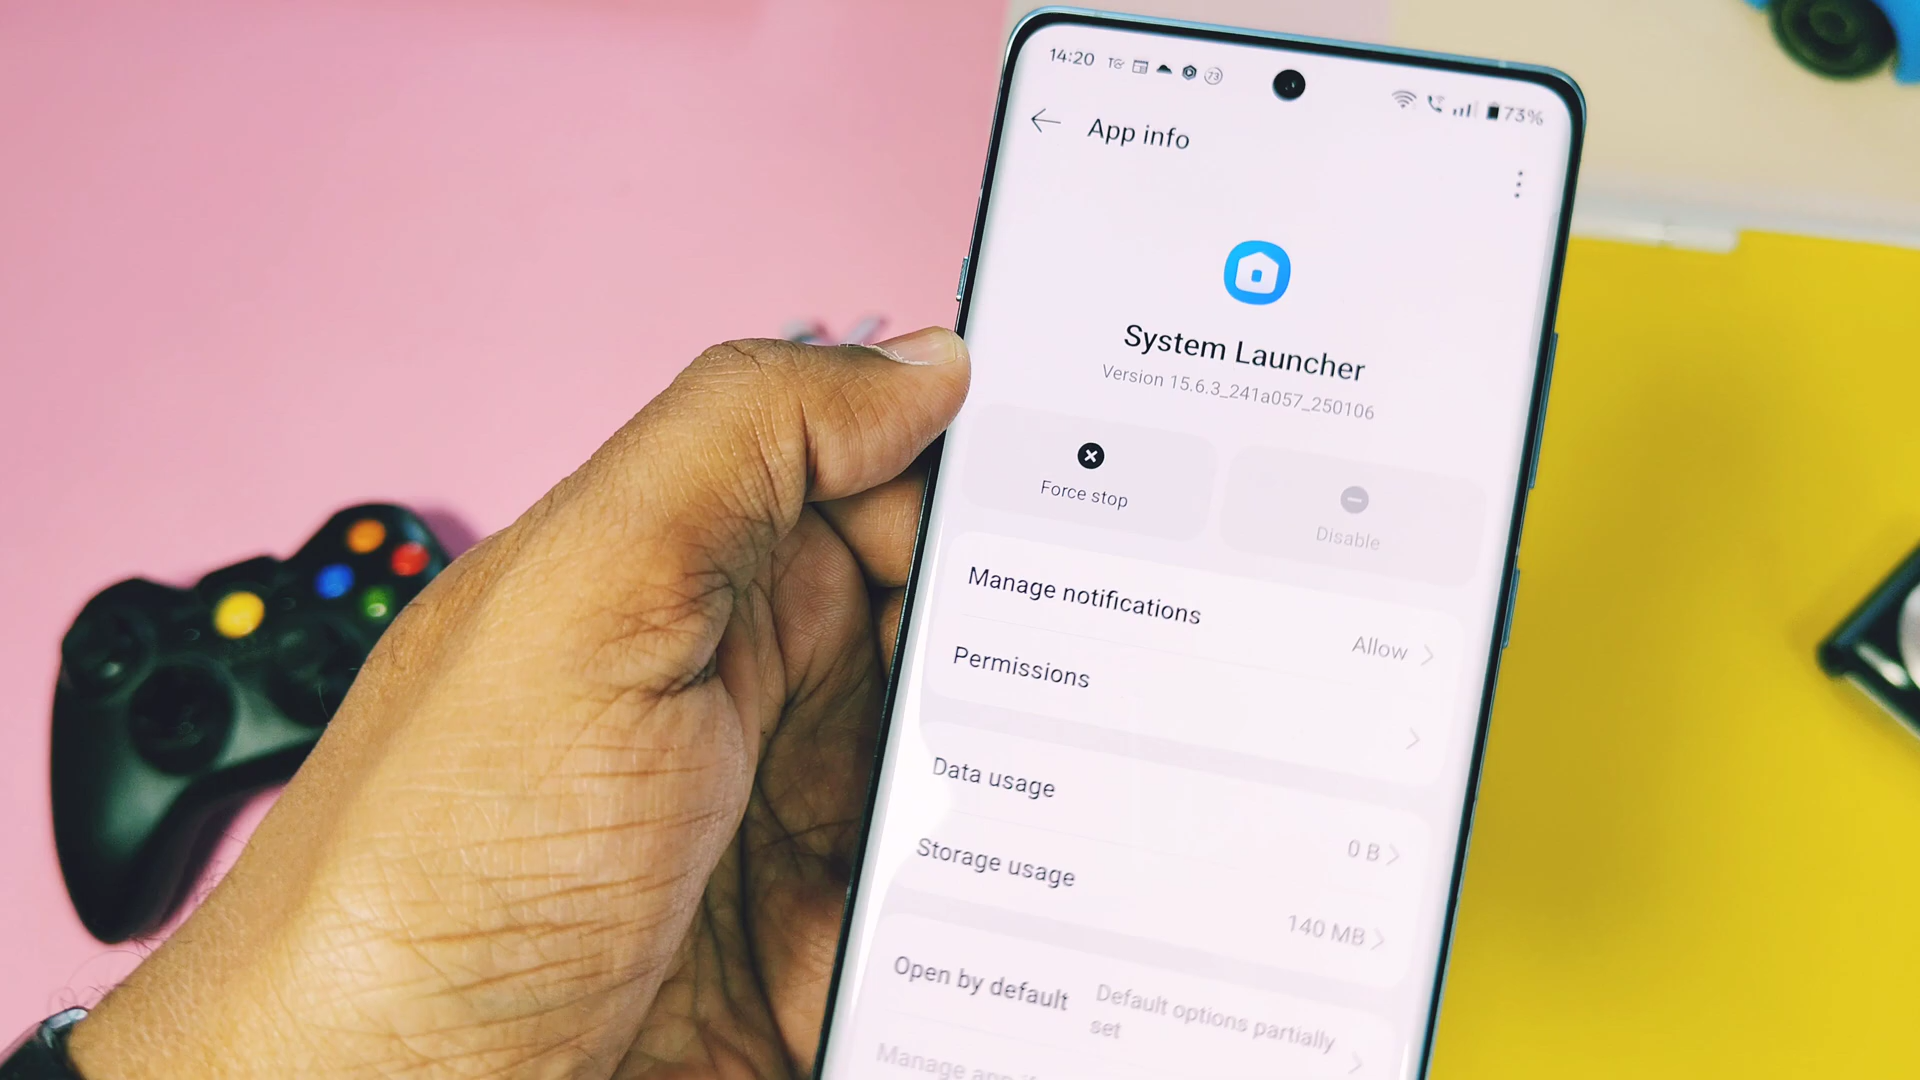 14:20
73
73%
App info
System Launcher
Version 15.6.3_241a057_250106
Force stop
Disable
Manage notifications
Allow
Permissions
Data usage
0 B
Storage usage
140 MB
Open by default
Default options partially
set
Manage app